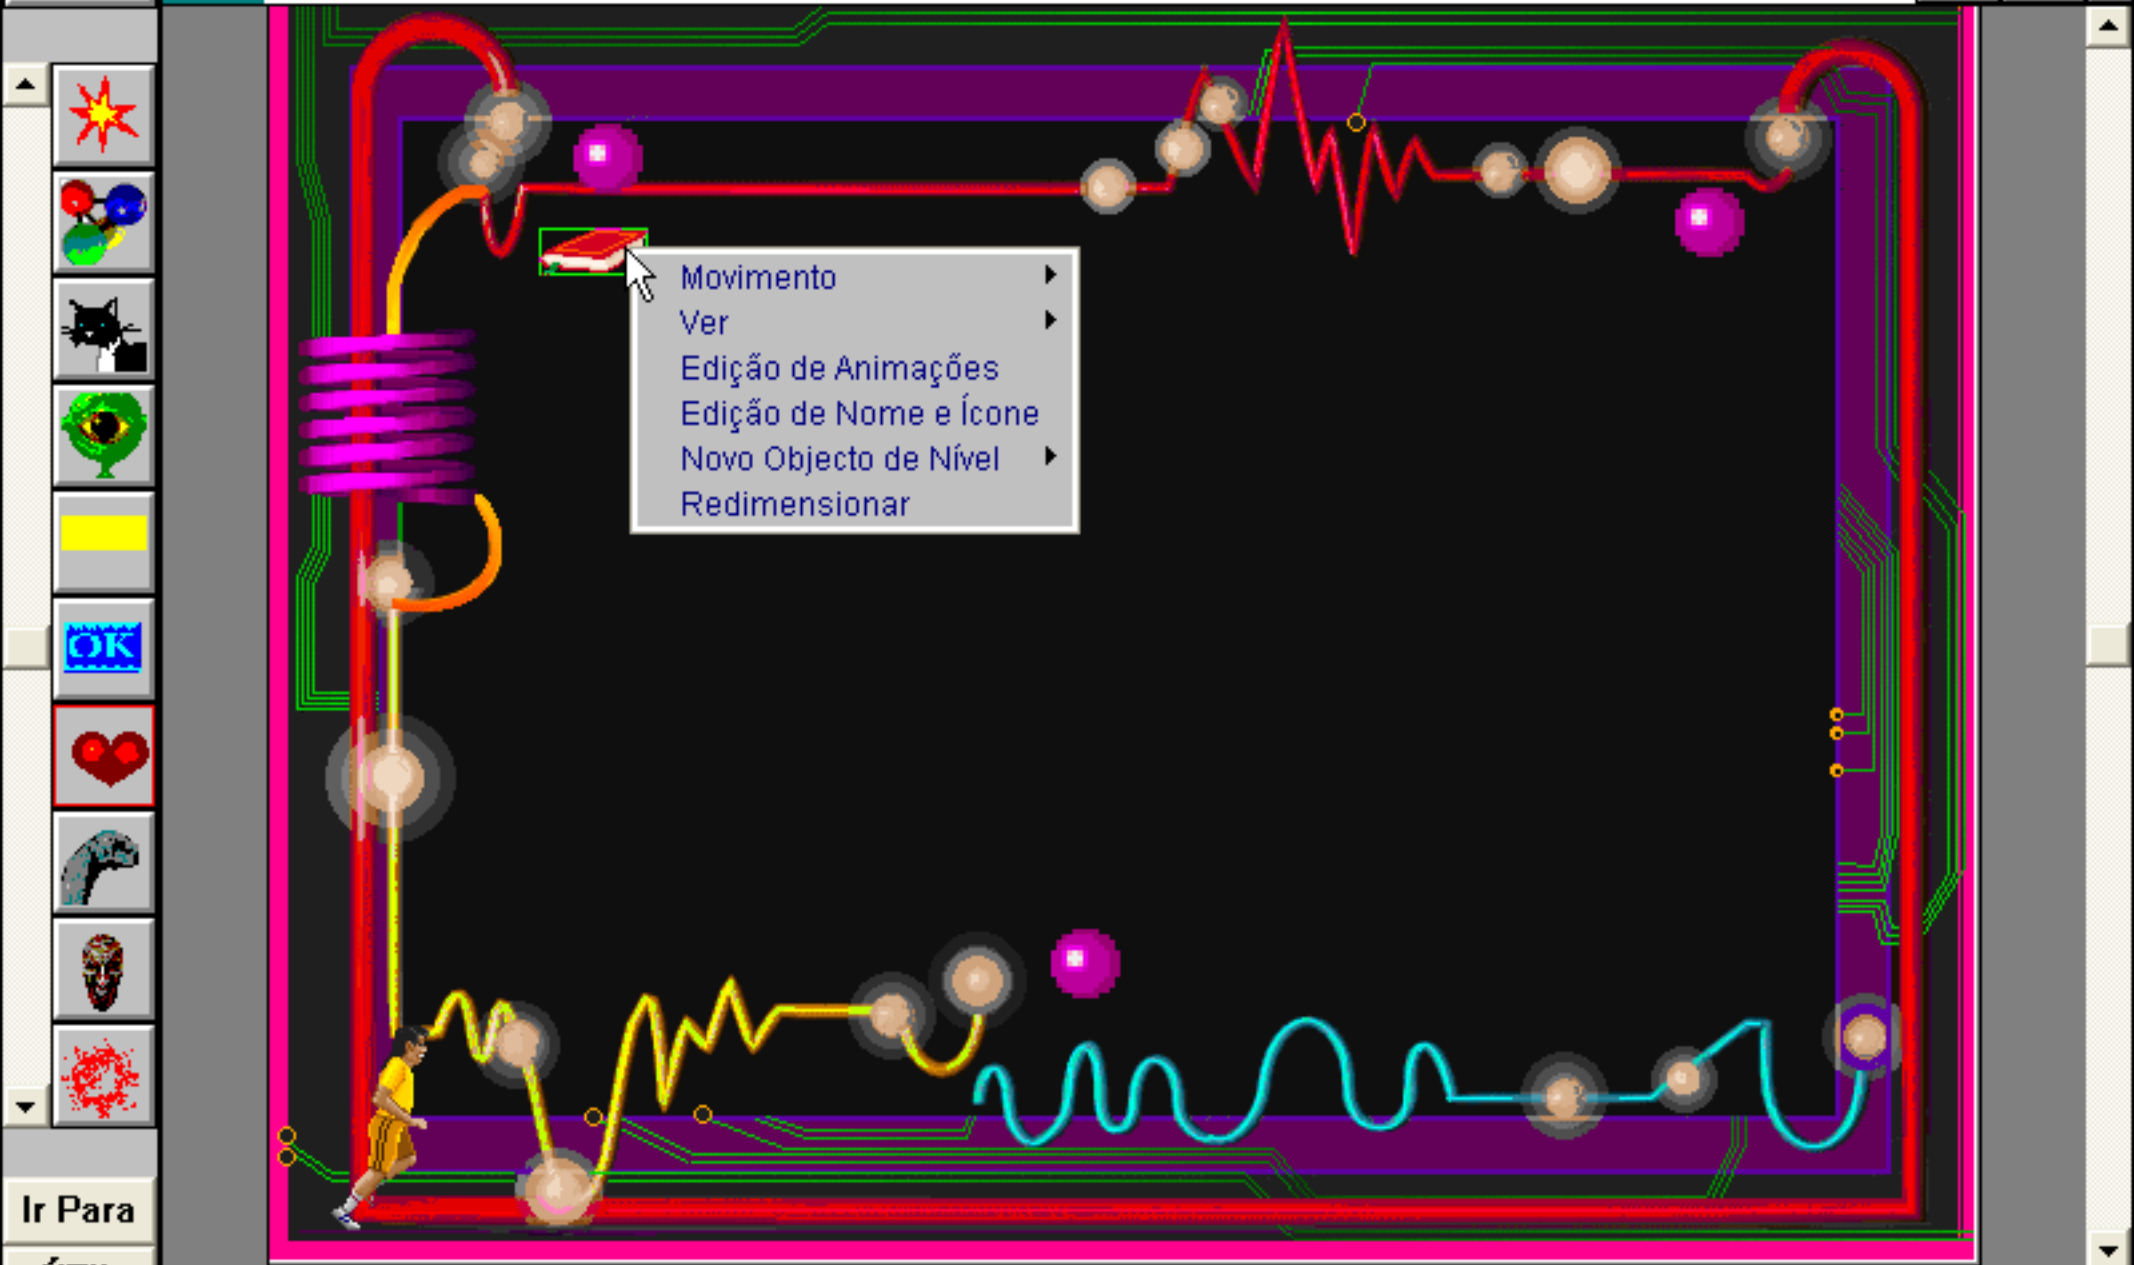 Movimento
Ver
Edição de Animações
Edição de Nome e Ícone
Novo Objecto de Nível
Redimensionar
OK
Ir Para